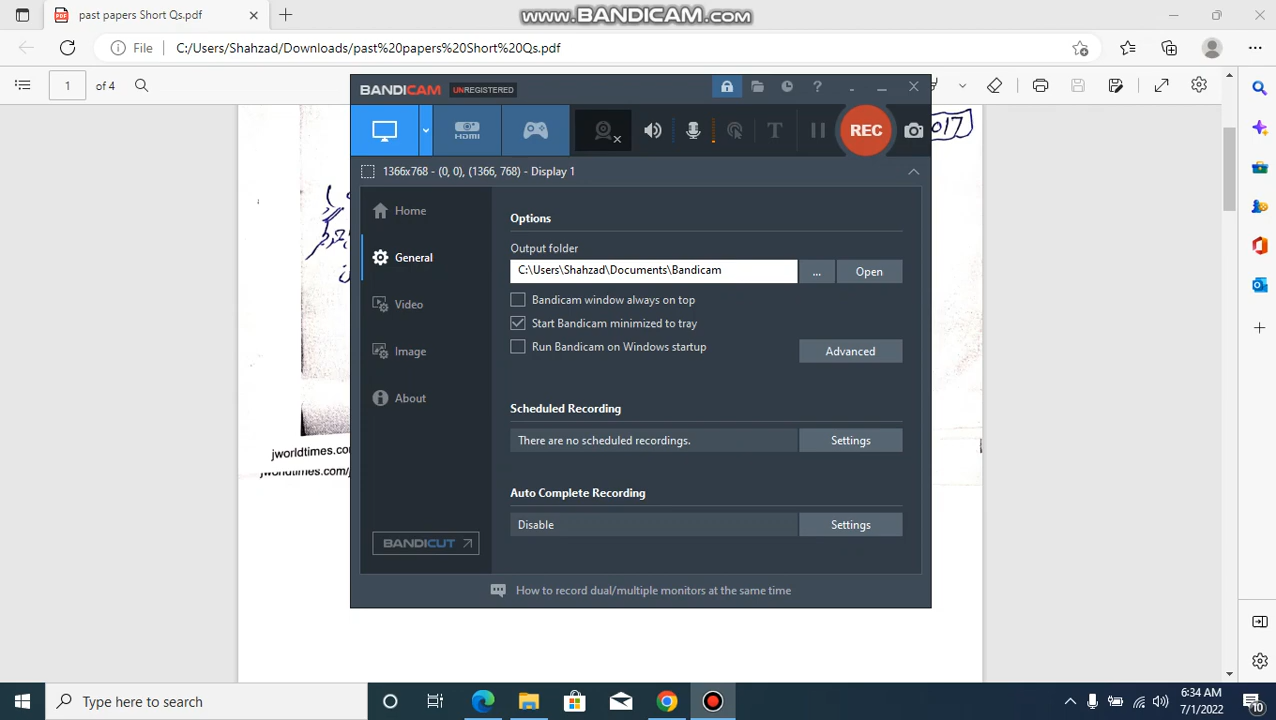 past papers Short Qs.pdf
www.BANDICAM.com
File
C:/Users/Shahzad/Downloads/past%20papers%20Short%20Qs.pdf
1 of 4
BANDICAM UNREGISTERED
HDMI
REC
1366x768 - (0, 0), (1366, 768) - Display 1
Home
General
Video
Image
About
BANDICUT
Options
Output folder
C:\Users\Shahzad\Documents\Bandicam
... Open
Bandicam window always on top
Start Bandicam minimized to tray
Run Bandicam on Windows startup
Advanced
Scheduled Recording
There are no scheduled recordings. Settings
Auto Complete Recording
Disable Settings
How to record dual/multiple monitors at the same time
jworldtimes.co
jworldtimes.com/
Type here to search
6:34 AM
7/1/2022
10